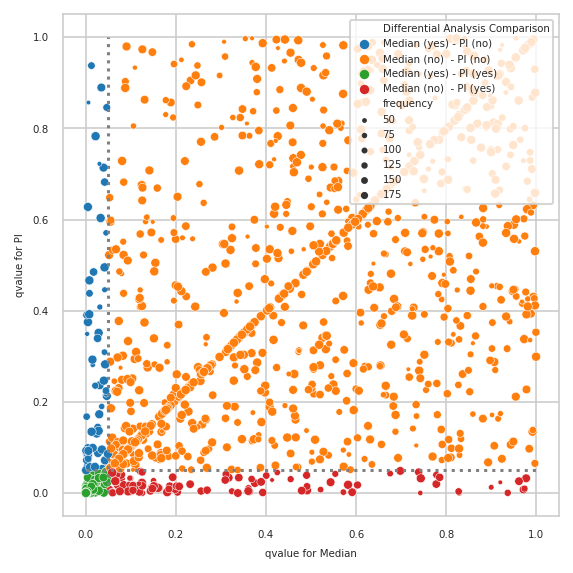 Differential Analysis Comparison
Median (yes) - PI (no)
Median (no)  - PI (no)
Median (yes) - PI (yes)
Median (no)  - PI (yes)
frequency
50
75
100
125
150
175
qvalue for PI
1.0
0.8
0.6
0.4
0.2
0.0
0.0 0.2 0.4 0.6 0.8 1.0
qvalue for Median